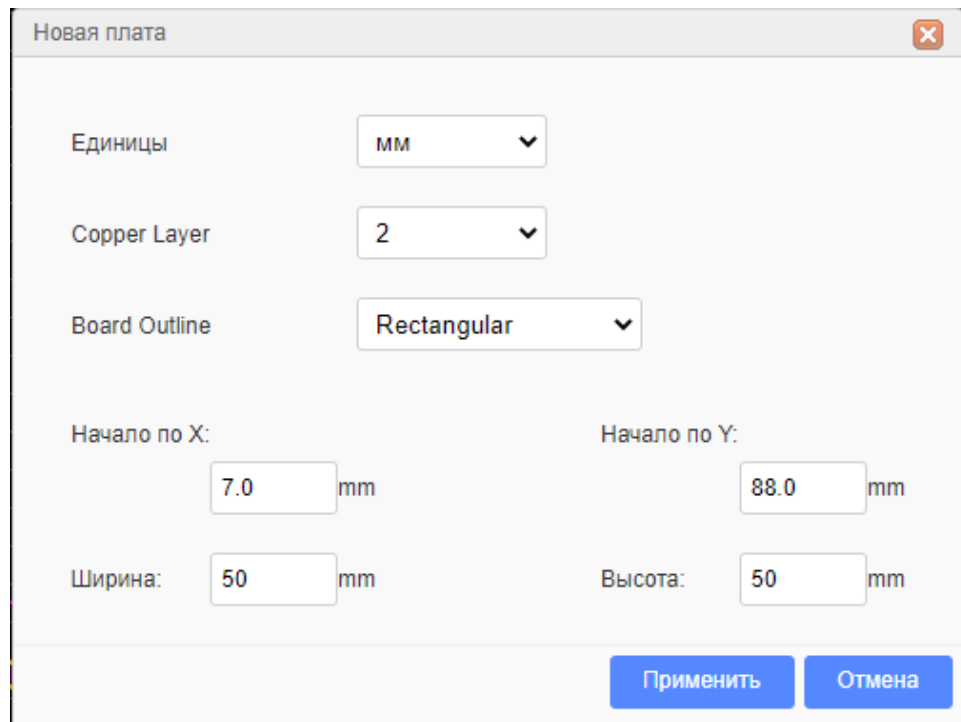 Новая плата
Единицы мм
Copper Layer 2
Board Outline Rectangular
Начало по X: Начало по Y:
7.0 mm 88.0 mm
Ширина: 50 mm Высота: 50 mm
Применить Отмена